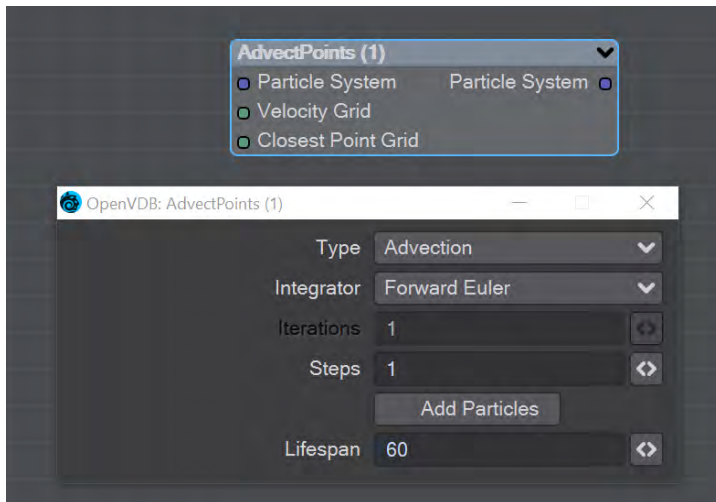 AdvectPoints (1)
Particle System Particle System
Velocity Grid
Closest Point Grid
OpenVDB: AdvectPoints (1)
Type Advection
Integrator Forward Euler
Iterations 1
Steps 1
Add Particles
Lifespan 60